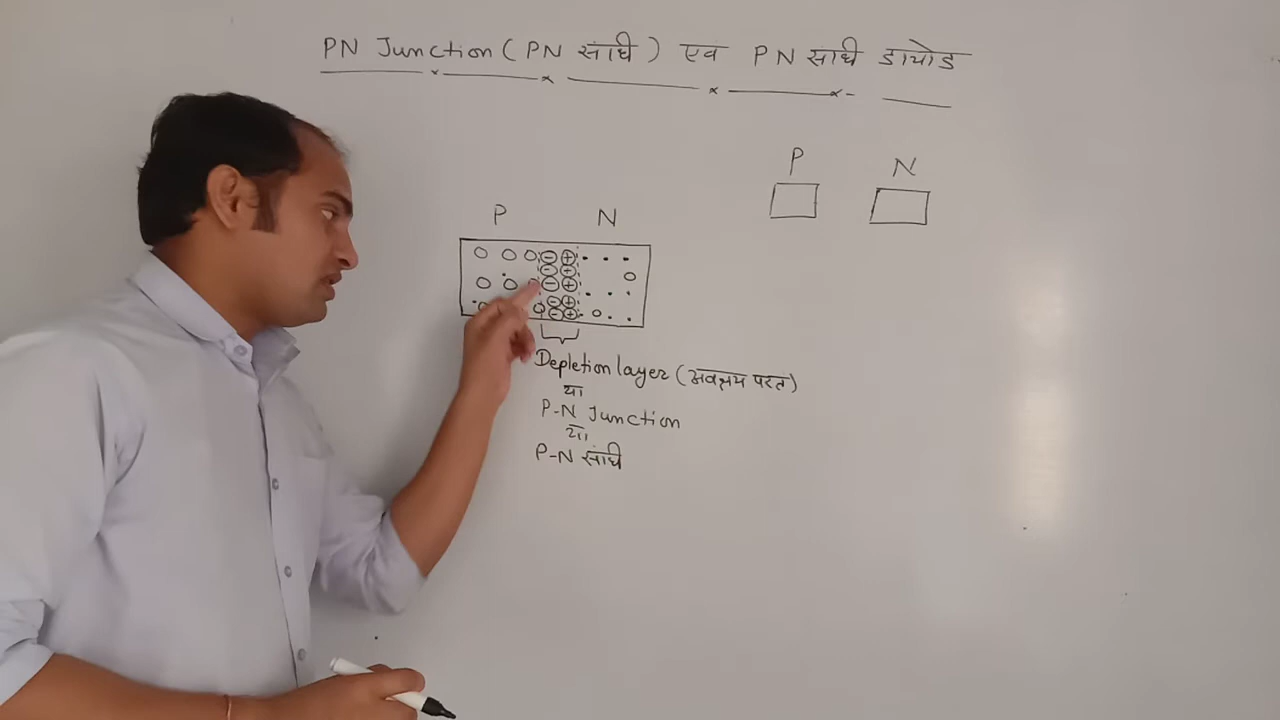 PN Junction (PN संधि) एवं PN संधि डायोड
P N
P N
Depletion layer (अवक्षय परत)
या
P-N Junction
या
P-N संधि